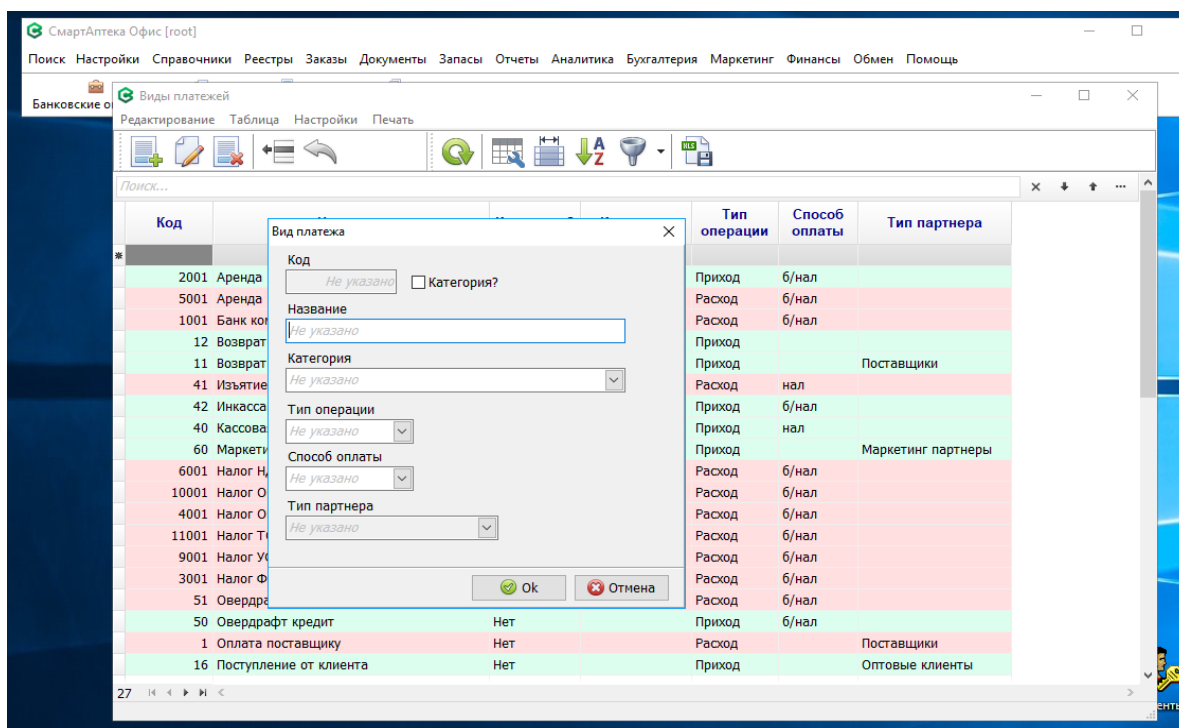 СмартАптека Офис [root]
Поиск Настройки Справочники Реестры Заказы Документы Запасы Отчеты Аналитика Бухгалтерия Маркетинг Финансы Обмен Помощь
Банковские
Виды платежей
Редактирование Таблица Настройки Печать
Поиск...
Код Тип операции Способ оплаты Тип партнера
2001 Аренда Приход б/нал
5001 Аренда Расход б/нал
1001 Банк Расход б/нал
12 Возврат Приход
11 Возврат Приход Поставщики
41 Изъятие Расход нал
42 Приход б/нал
40 Приход нал
60 Приход Маркетинг партнеры
6001 Налог Расход б/нал
10001 Налог Расход б/нал
4001 Налог Расход б/нал
11001 Налог Расход б/нал
9001 Налог Расход б/нал
3001 Налог Расход б/нал
51 Расход б/нал
50 Овердрафт кредит Нет Приход б/нал
1 Оплата поставщику Нет Расход Поставщики
16 Поступление от клиента Нет Приход Оптовые клиенты
27
Вид платежа
Код
Не указано Категория?
Название
Не указано
Категория
Не указано
Тип операции
Не указано
Способ оплаты
Не указано
Тип партнера
Не указано
Ok Отмена